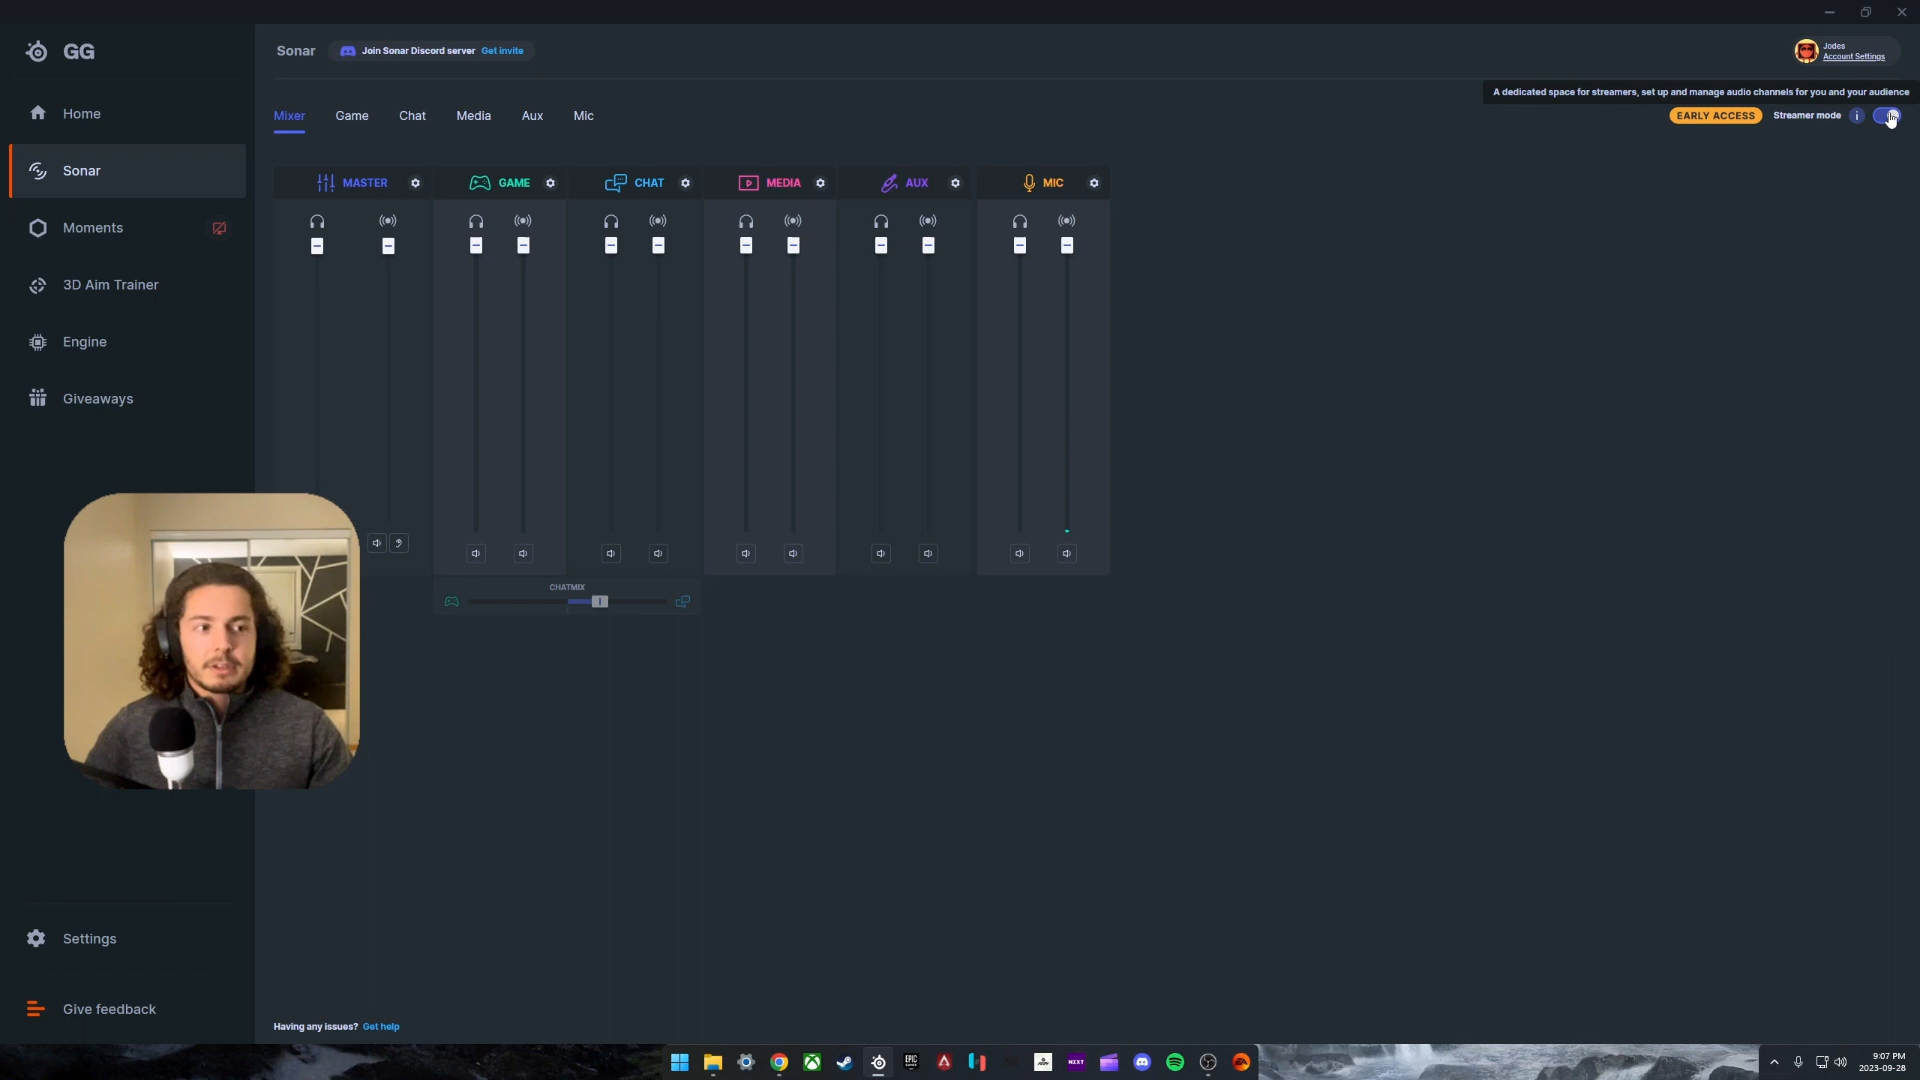 GG
Sonar
Join Sonar Discord server Get invite
Jodes
Account Settings
A dedicated space for streamers, set up and manage audio channels for you and your audience
Home
Mixer
Game
Chat
Media
Aux
Mic
EARLY ACCESS
Streamer mode
i
Sonar
MASTER
GAME
CHAT
MEDIA
AUX
MIC
Moments
3D Aim Trainer
Engine
Giveaways
CHATMIX
Settings
Give feedback
Having any issues? Get help
EPIC
NZXT
9:07 PM
2023-09-28